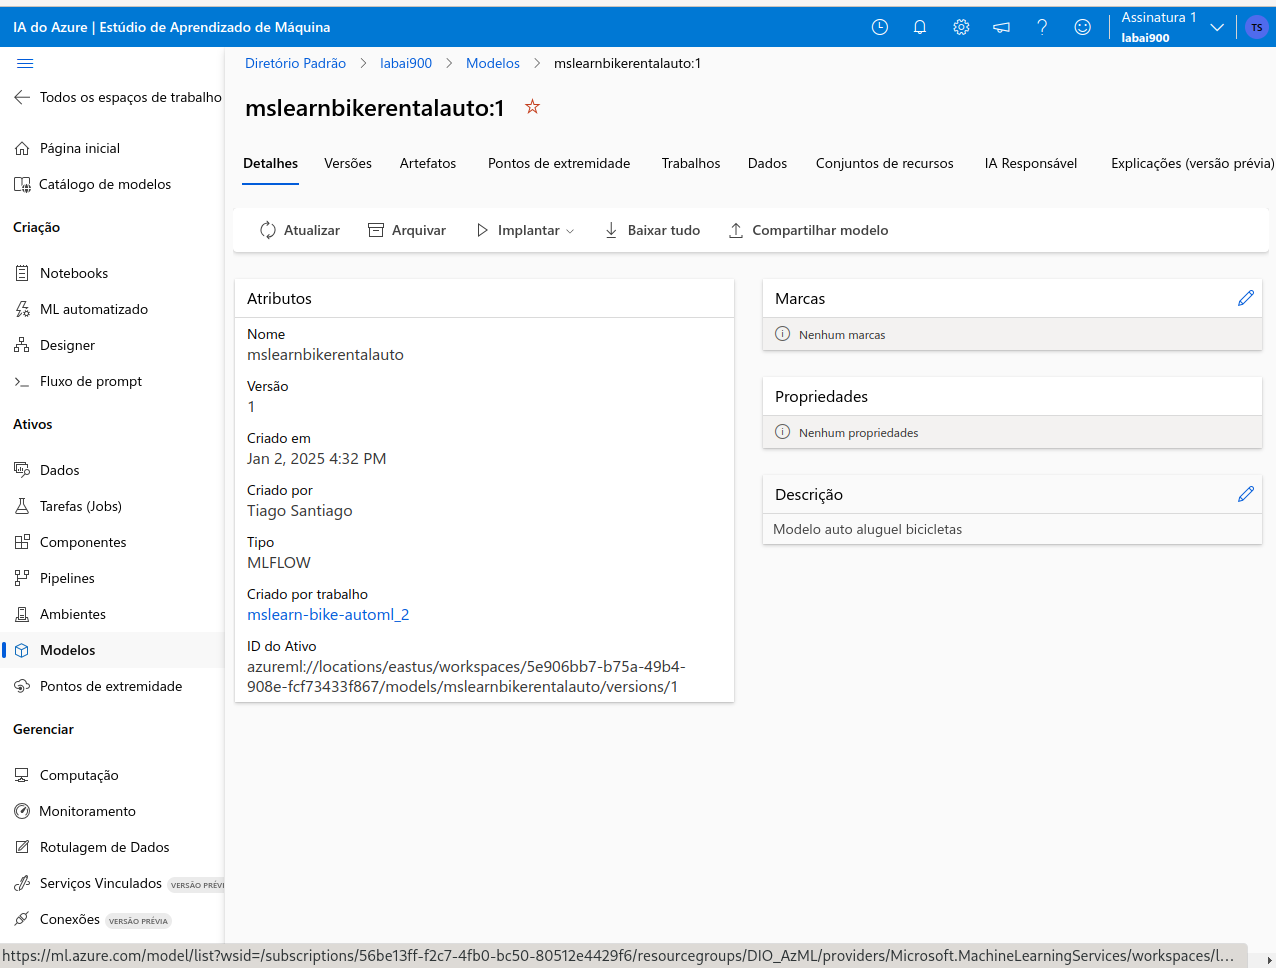 IA do Azure | Estúdio de Aprendizado de Máquina
Assinatura 1
labai900
TS
Todos os espaços de trabalho
Página inicial
Catálogo de modelos
Criação
Notebooks
ML automatizado
Designer
Fluxo de prompt
Ativos
Dados
Tarefas (Jobs)
Componentes
Pipelines
Ambientes
Modelos
Pontos de extremidade
Gerenciar
Computação
Monitoramento
Rotulagem de Dados
Serviços Vinculados VERSÃO PRÉVI
Conexões VERSÃO PRÉVIA
Diretório Padrão > labai900 > Modelos > mslearnbikerentalauto:1
mslearnbikerentalauto:1
Detalhes Versões Artefatos Pontos de extremidade Trabalhos Dados Conjuntos de recursos IA Responsável Explicações (versão prévia)
Atualizar Arquivar Implantar Baixar tudo Compartilhar modelo
Atributos
Nome
mslearnbikerentalauto
Versão
1
Criado em
Jan 2, 2025 4:32 PM
Criado por
Tiago Santiago
Tipo
MLFLOW
Criado por trabalho
mslearn-bike-automl_2
ID do Ativo
azureml://locations/eastus/workspaces/5e906bb7-b75a-49b4-
908e-fcf73433f867/models/mslearnbikerentalauto/versions/1
Marcas
Nenhum marcas
Propriedades
Nenhum propriedades
Descrição
Modelo auto aluguel bicicletas
https://ml.azure.com/model/list?wsid=/subscriptions/56be13ff-f2c7-4fb0-bc50-80512e4429f6/resourcegroups/DIO_AzML/providers/Microsoft.MachineLearningServices/workspaces/l...